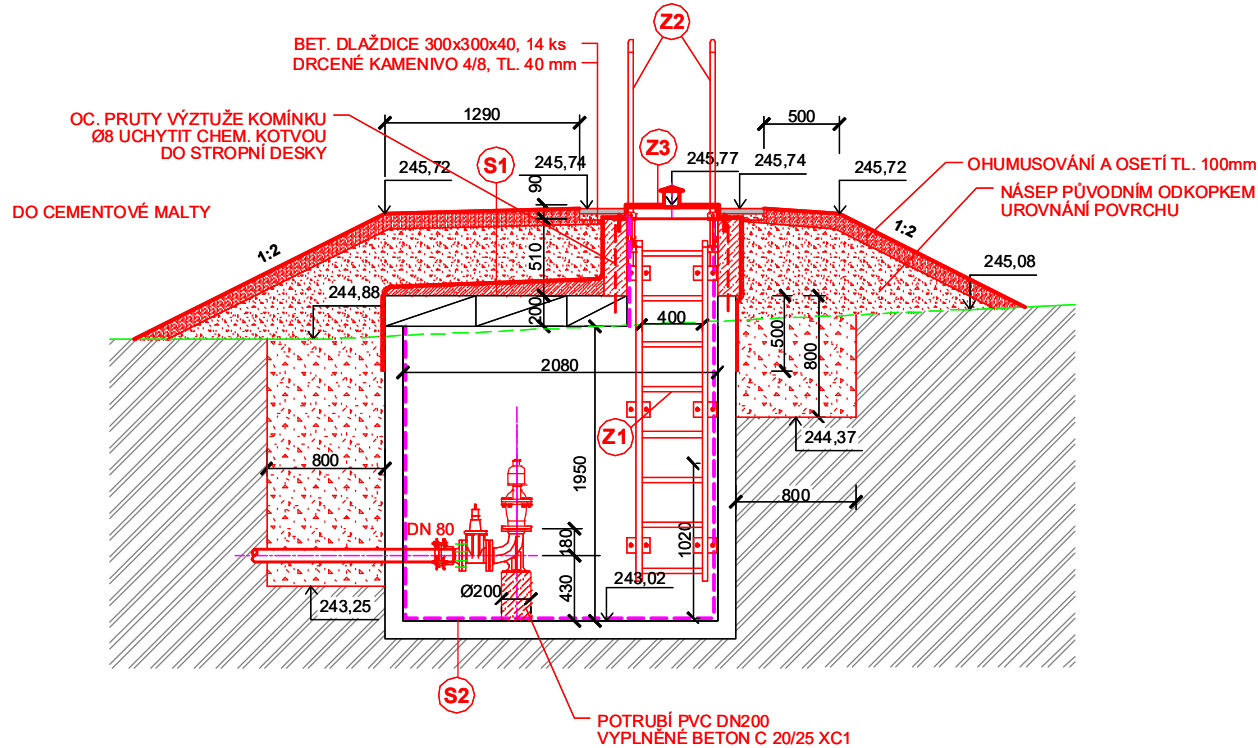 Z2
BET. DLAŽDICE 300x300x40, 14 ks
DRCENÉ KAMENIVO 4/8, TL. 40 mm
OC. PRUTY VÝZTUŽE KOMÍNKU
Ø8 UCHYTIT CHEM. KOTVOU
DO STROPNÍ DESKY
1290
500
S1
Z3
245,72
245,74
245,77
245,74
245,72
OHUMUSOVÁNÍ A OSETÍ TL. 100mm
NÁSEP PŮVODNÍM ODKOPKEM
UROVNÁNÍ POVRCHU
DO CEMENTOVÉ MALTY
90
1:2
1:2
510
245,08
244,88
200
400
500
800
2080
Z1
244,37
800
1950
800
1020
DN 80
180
430
Ø200
243,02
243,25
S2
POTRUBÍ PVC DN200
VYPLNĚNÉ BETON C 20/25 XC1